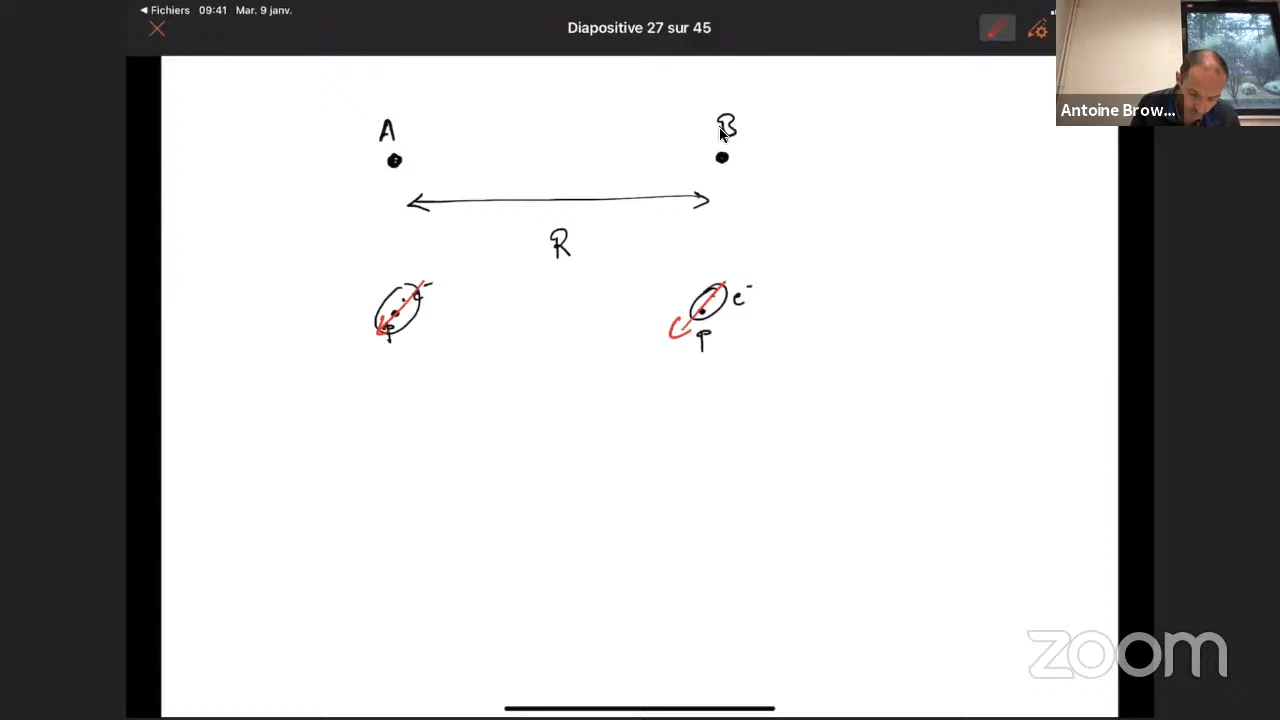 Fichiers 09:41 Mar. 9 janv.
Diapositive 27 sur 45
Antoine Brow...
A B
R
e⁻ e⁻
p p
zoom